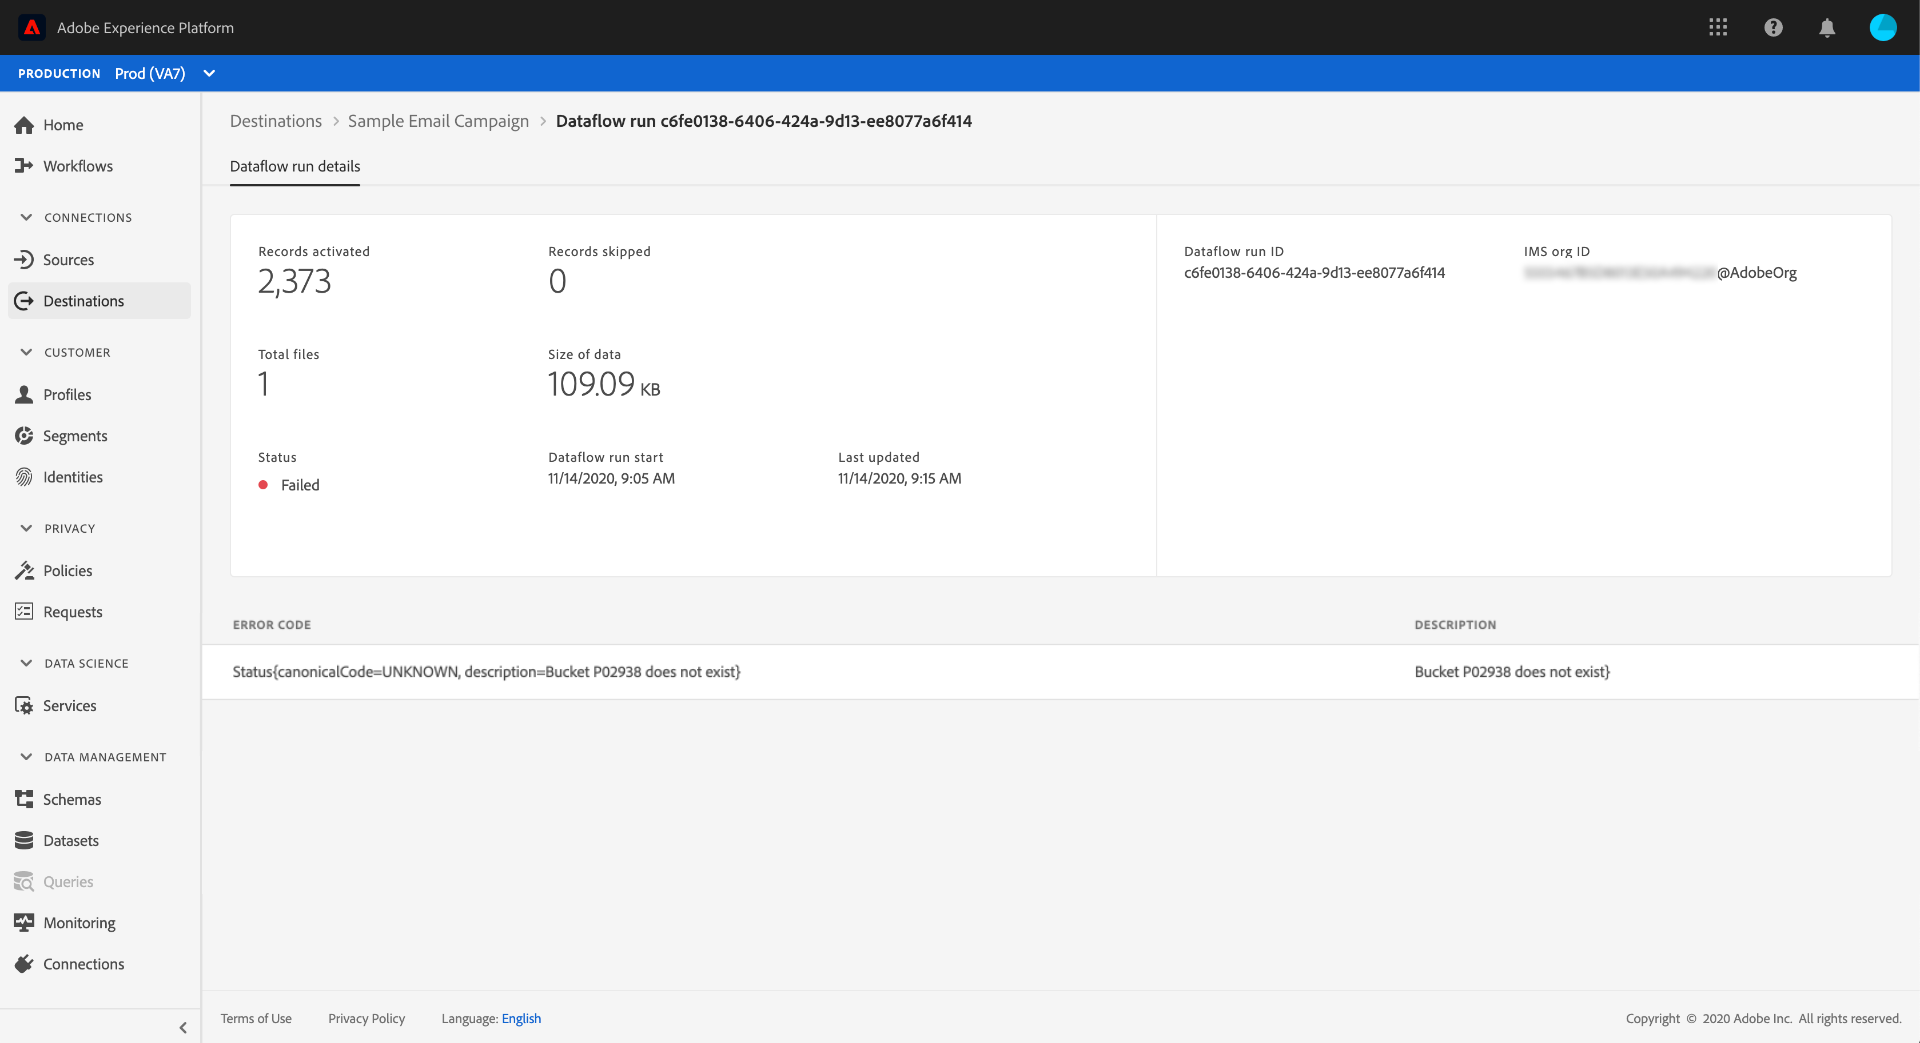 Adobe Experience Platform
PRODUCTION Prod (VA7)
Home
Workflows
CONNECTIONS
Sources
Destinations
CUSTOMER
Profiles
Segments
Identities
PRIVACY
Policies
Requests
DATA SCIENCE
Services
DATA MANAGEMENT
Schemas
Datasets
Queries
Monitoring
Connections
Destinations > Sample Email Campaign > Dataflow run c6fe0138-6406-424a-9d13-ee8077a6f414
Dataflow run details
Records activated
2,373
Records skipped
0
Total files
1
Size of data
109.09 KB
Status
Failed
Dataflow run start
11/14/2020, 9:05 AM
Last updated
11/14/2020, 9:15 AM
Dataflow run ID
c6fe0138-6406-424a-9d13-ee8077a6f414
IMS org ID
@AdobeOrg
ERROR CODE DESCRIPTION
Status{canonicalCode=UNKNOWN, description=Bucket P02938 does not exist} Bucket P02938 does not exist}
Terms of Use Privacy Policy Language: English Copyright © 2020 Adobe Inc. All rights reserved.